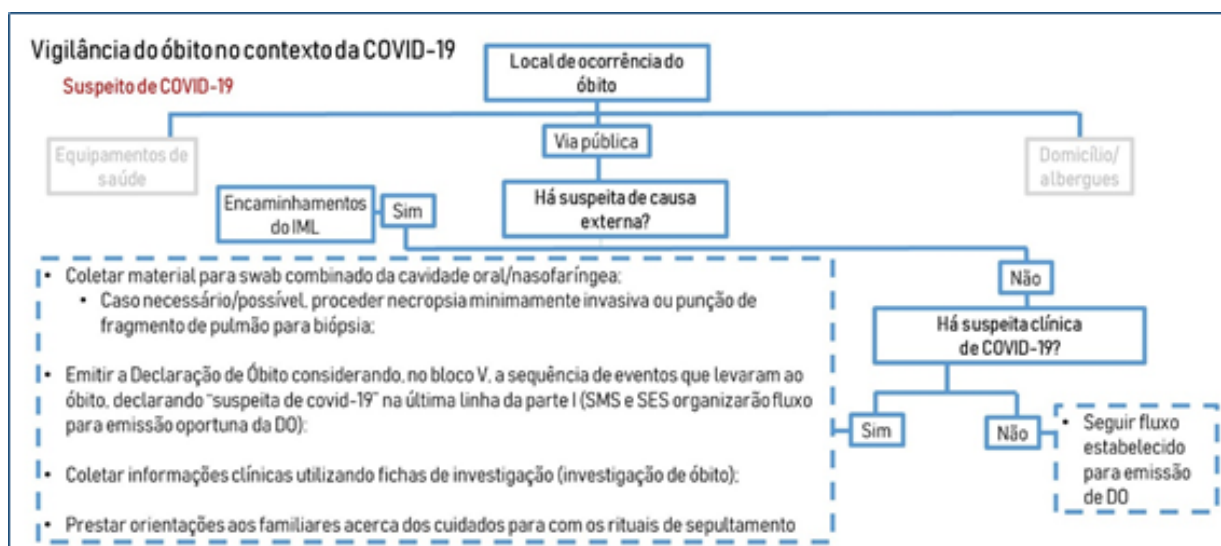 Vigilância do óbito no contexto da COVID-19
Suspeito de COVID-19
Local de ocorrência do
óbito
Equipamentos de
saúde
Via pública
Domicílio/
albergues
Há suspeita de causa
externa?
Encaminhamentos
do IML
Sim
Não
Há suspeita clínica
de COVID-19?
Sim
Não
• Seguir fluxo
estabelecido
para emissão
de DO
• Coletar material para swab combinado da cavidade oral/nasofaríngea;
• Caso necessário/possível, proceder necropsia minimamente invasiva ou punção de
fragmento de pulmão para biópsia;
• Emitir a Declaração de Óbito considerando, no bloco V, a sequência de eventos que levaram ao
óbito, declarando "suspeita de covid-19" na última linha da parte I (SMS e SES organizarão fluxo
para emissão oportuna da DO);
• Coletar informações clínicas utilizando fichas de investigação (investigação de óbito);
• Prestar orientações aos familiares acerca dos cuidados para com os rituais de sepultamento